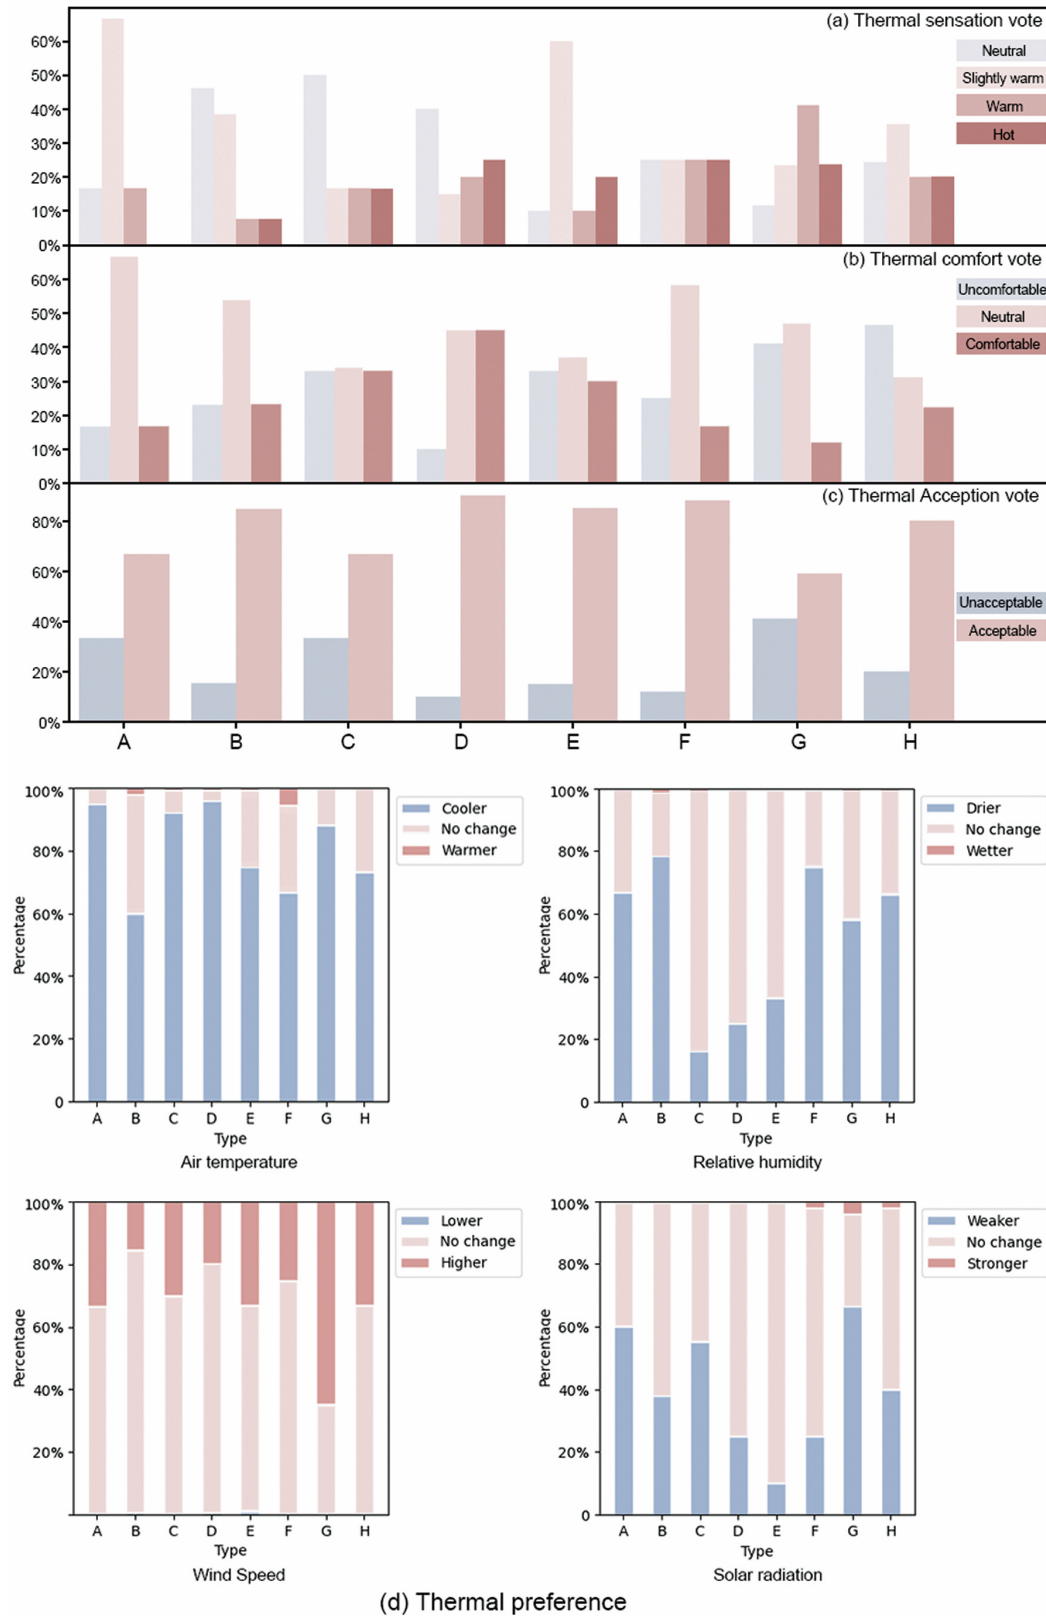 (a) Thermal sensation vote
60%
50%
40%
30%
20%
10%
0%
Neutral
Slightly warm
Warm
Hot
(b) Thermal comfort vote
60%
50%
40%
30%
20%
10%
0%
Uncomfortable
Neutral
Comfortable
(c) Thermal Acception vote
80%
60%
40%
20%
0%
Unacceptable
Acceptable
A B C D E F G H
100%
80%
60%
40%
20%
0
Percentage
Cooler
No change
Warmer
A B C D E F G H
Type
Air temperature
100%
80%
60%
40%
20%
0
Percentage
Drier
No change
Wetter
A B C D E F G H
Type
Relative humidity
100%
80%
60%
40%
20%
Percentage
Lower
No change
Higher
A B C D E F G H
Type
Wind Speed
100%
80%
60%
40%
20%
0
Percentage
Weaker
No change
Stronger
A B C D E F G H
Type
Solar radiation
(d) Thermal preference